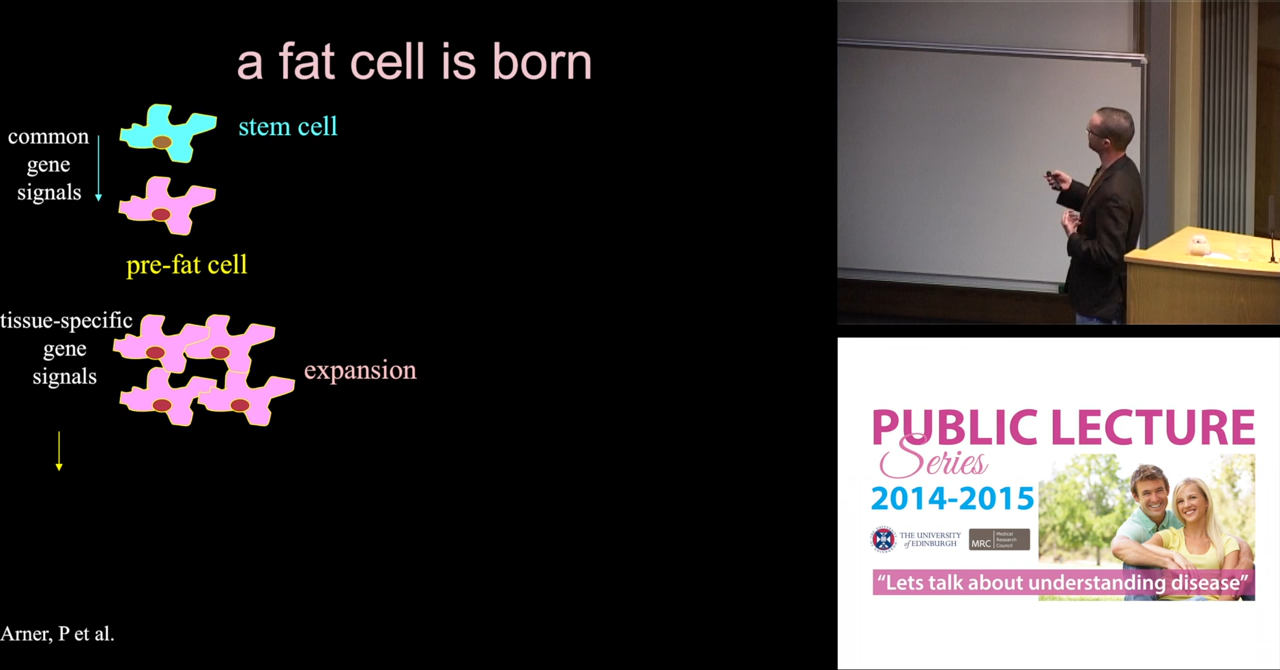 a fat cell is born
stem cell
common
gene
signals
pre-fat cell
tissue-specific
gene
signals
expansion
Arner, P et al.
PUBLIC LECTURE
Series
2014-2015
THE UNIVERSITY
of EDINBURGH
MRC
Medical
Research
Council
“Lets talk about understanding disease”